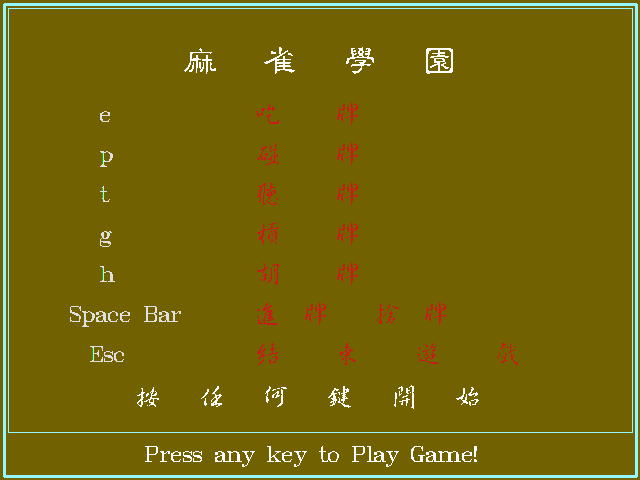 麻雀學園
e 吃牌
p 碰牌
t 聽牌
g 槓牌
h 胡牌
Space Bar 進牌 捨牌
Esc 結束遊戲
按任何鍵開始
Press any key to Play Game!